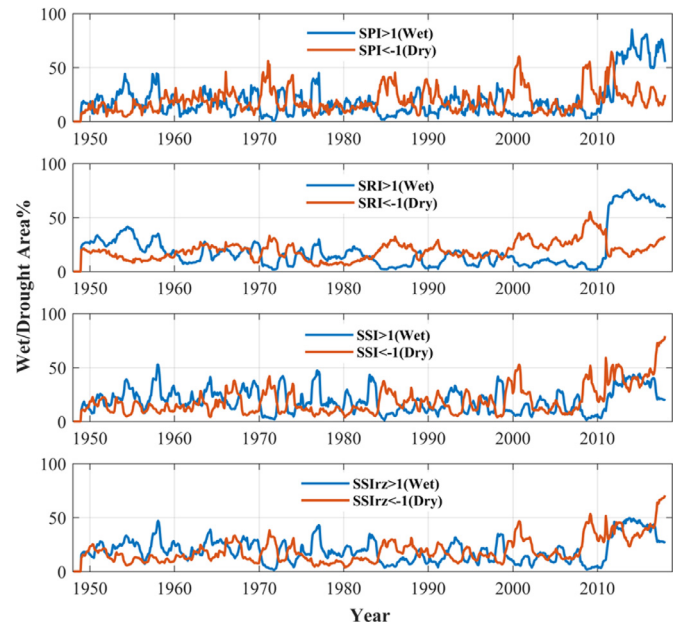 100
SPI>1(Wet)
SPI<-1(Dry)
50
0
1950 1960 1970 1980 1990 2000 2010
100
SRI>1(Wet)
SRI<-1(Dry)
50
0
1950 1960 1970 1980 1990 2000 2010
Wet/Drought Area%
100
SSI>1(Wet)
SSI<-1(Dry)
50
0
1950 1960 1970 1980 1990 2000 2010
100
SSIrz>1(Wet)
SSIrz<-1(Dry)
50
0
1950 1960 1970 1980 1990 2000 2010
Year